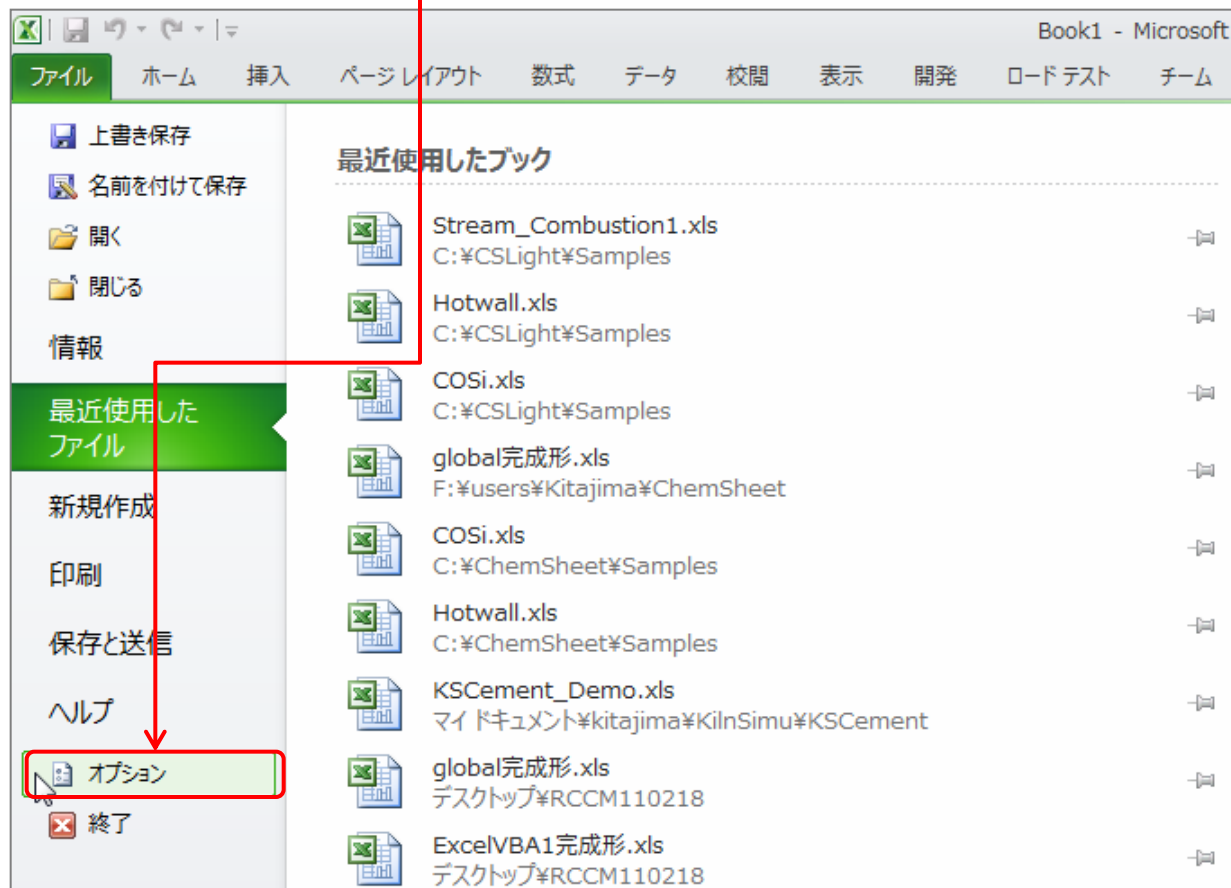 Book1 - Microsoft
ファイル ホーム 挿入 ページ レイアウト 数式 データ 校閲 表示 開発 ロード テスト チーム
上書き保存
名前を付けて保存
開く
閉じる
情報
最近使用した
ファイル
新規作成
印刷
保存と送信
ヘルプ
オプション
終了
最近使用したブック
Stream_Combustion1.xls
C:¥CSLight¥Samples
Hotwall.xls
C:¥CSLight¥Samples
COSi.xls
C:¥CSLight¥Samples
global完成形.xls
F:¥users¥Kitajima¥ChemSheet
COSi.xls
C:¥ChemSheet¥Samples
Hotwall.xls
C:¥ChemSheet¥Samples
KSCement_Demo.xls
マイ ドキュメント¥kitajima¥KilnSimu¥KSCement
global完成形.xls
デスクトップ¥RCCM110218
ExcelVBA1完成形.xls
デスクトップ¥RCCM110218